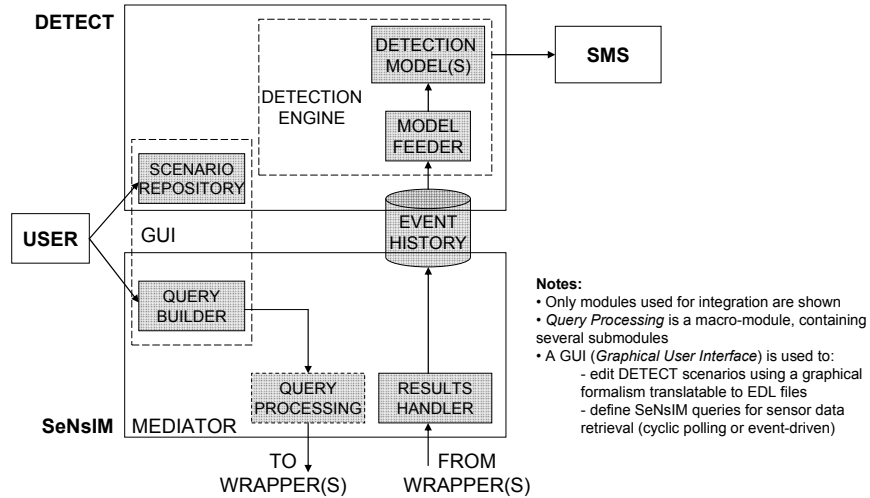 DETECT
DETECTION
MODEL(S)
SMS
DETECTION
ENGINE
MODEL
FEEDER
SCENARIO
REPOSITORY
USER
GUI
EVENT
HISTORY
QUERY
BUILDER
QUERY
PROCESSING
RESULTS
HANDLER
SeNsIM
MEDIATOR
TO
WRAPPER(S)
FROM
WRAPPER(S)
Notes:
• Only modules used for integration are shown
• Query Processing is a macro-module, containing
several submodules
• A GUI (Graphical User Interface) is used to:
- edit DETECT scenarios using a graphical
formalism translatable to EDL files
- define SeNsIM queries for sensor data
retrieval (cyclic polling or event-driven)